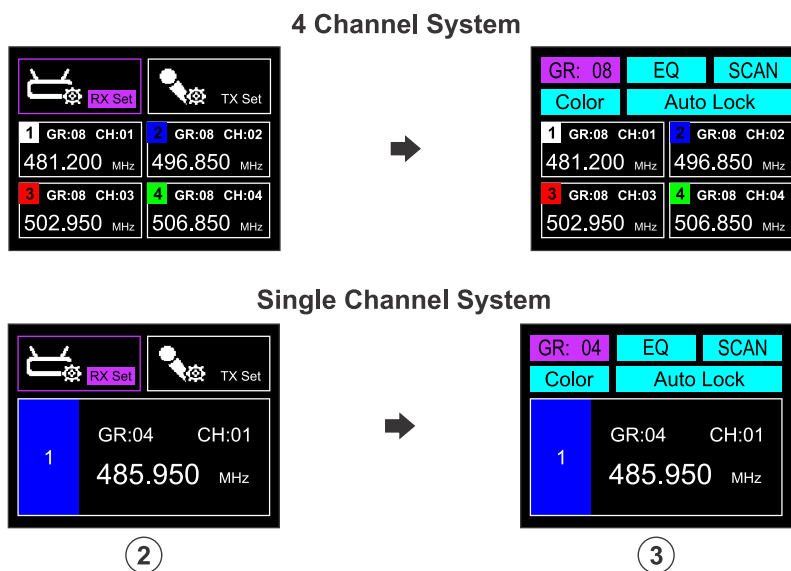 4 Channel System
RX Set
TX Set
1 GR:08 CH:01
481.200 MHz
2 GR:08 CH:02
496.850 MHz
3 GR:08 CH:03
502.950 MHz
4 GR:08 CH:04
506.850 MHz
GR: 08 EQ SCAN
Color Auto Lock
1 GR:08 CH:01
481.200 MHz
2 GR:08 CH:02
496.850 MHz
3 GR:08 CH:03
502.950 MHz
4 GR:08 CH:04
506.850 MHz
Single Channel System
RX Set
TX Set
1
GR:04 CH:01
485.950 MHz
2
GR: 04 EQ SCAN
Color Auto Lock
1
GR:04 CH:01
485.950 MHz
3